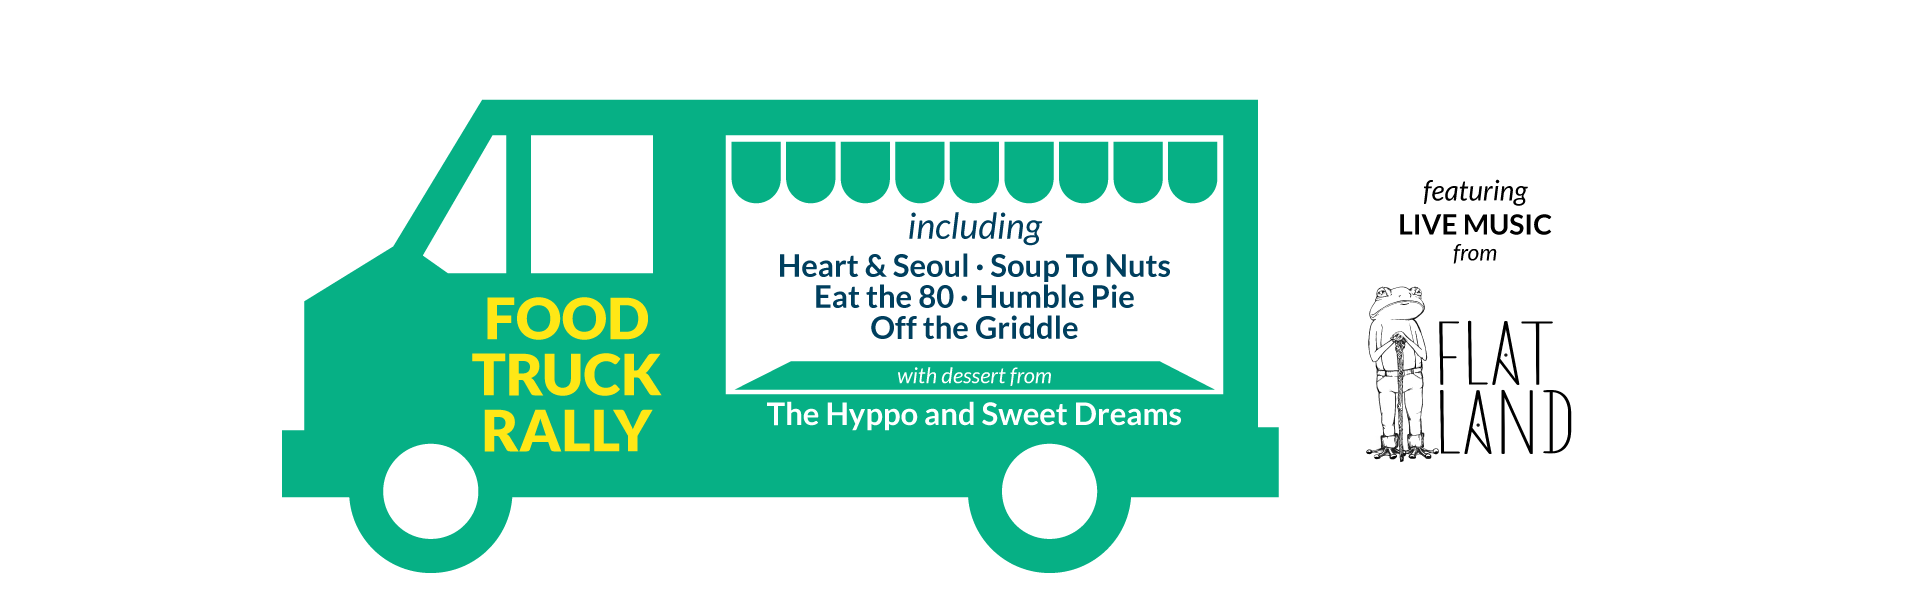 FOOD
TRUCK
RALLY
including
Heart & Seoul · Soup To Nuts
Eat the 80 · Humble Pie
Off the Griddle
with dessert from
The Hyppo and Sweet Dreams
featuring
LIVE MUSIC
from
FLAT
LAND